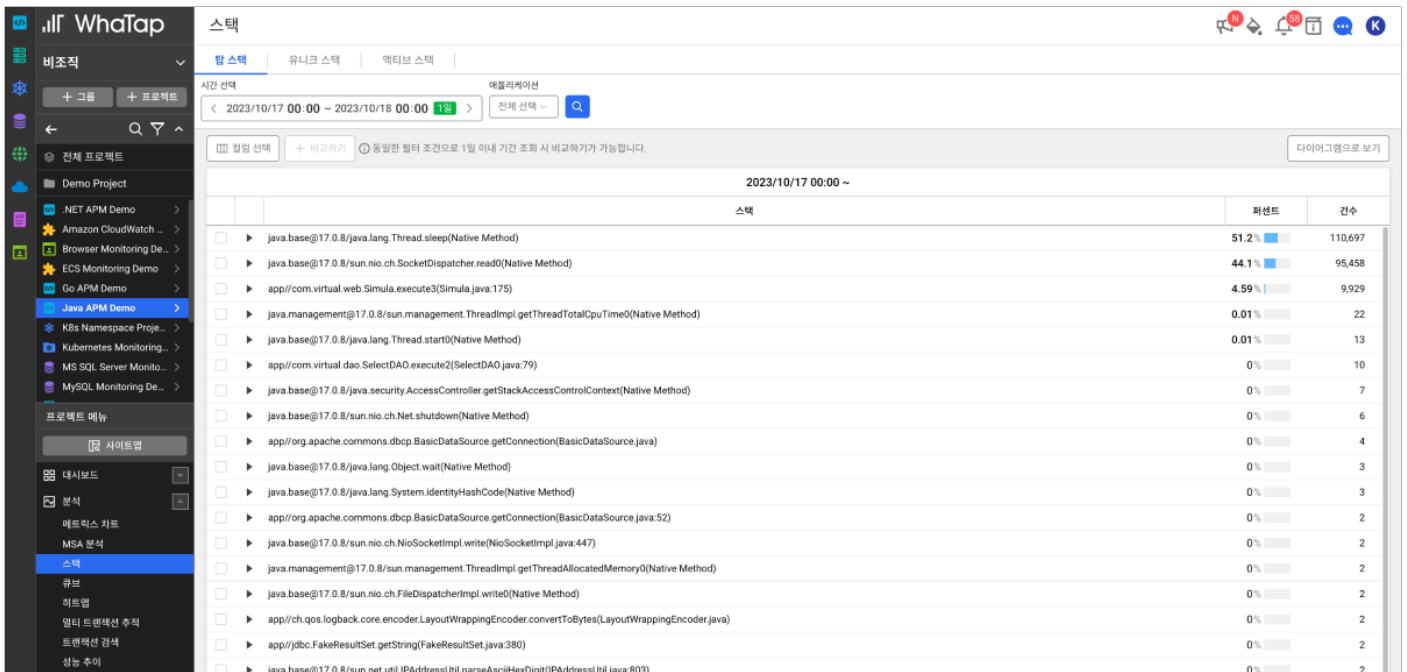 WhaTap
스택
N
58
K
비조직
+ 그룹
+ 프로젝트
전체 프로젝트
Demo Project
.NET APM Demo
Amazon CloudWatch ...
Browser Monitoring De...
ECS Monitoring Demo
Go APM Demo
Java APM Demo
K8s Namespace Proje...
Kubernetes Monitoring...
MS SQL Server Monito...
MySQL Monitoring De...
프로젝트 메뉴
사이트맵
대시보드
분석
메트릭스 차트
MSA 분석
스택
큐브
히트맵
멀티 트랜잭션 추적
트랜잭션 검색
성능 추이
탑 스택
유니크 스택
액티브 스택
시간 선택
애플리케이션
2023/10/17 00:00 ~ 2023/10/18 00:00 1일
전체 선택
컬럼 선택
+ 비교하기
동일한 필터 조건으로 1일 이내 기간 조회 시 비교하기가 가능합니다.
다이어그램으로 보기
2023/10/17 00:00 ~
스택 퍼센트 건수
java.base@17.0.8/java.lang.Thread.sleep(Native Method) 51.2% 110,697
java.base@17.0.8/sun.nio.ch.SocketDispatcher.read0(Native Method) 44.1% 95,458
app//com.virtual.web.Simula.execute3(Simula.java:175) 4.59% 9,929
java.management@17.0.8/sun.management.ThreadImpl.getThreadTotalCpuTime0(Native Method) 0.01% 22
java.base@17.0.8/java.lang.Thread.start0(Native Method) 0.01% 13
app//com.virtual.dao.SelectDAO.execute2(SelectDAO.java:79) 0% 10
java.base@17.0.8/java.security.AccessController.getStackAccessControlContext(Native Method) 0% 7
java.base@17.0.8/sun.nio.ch.Net.shutdown(Native Method) 0% 6
app//org.apache.commons.dbcp.BasicDataSource.getConnection(BasicDataSource.java) 0% 4
java.base@17.0.8/java.lang.Object.wait(Native Method) 0% 3
java.base@17.0.8/java.lang.System.identityHashCode(Native Method) 0% 3
app//org.apache.commons.dbcp.BasicDataSource.getConnection(BasicDataSource.java:52) 0% 2
java.base@17.0.8/sun.nio.ch.NioSocketImpl.write(NioSocketImpl.java:447) 0% 2
java.management@17.0.8/sun.management.ThreadImpl.getThreadAllocatedMemory0(Native Method) 0% 2
java.base@17.0.8/sun.nio.ch.FileDispatcherImpl.write0(Native Method) 0% 2
app//ch.qos.logback.core.encoder.LayoutWrappingEncoder.convertToBytes(LayoutWrappingEncoder.java) 0% 2
app//jdbc.FakeResultSet.getString(FakeResultSet.java:380) 0% 2
java.base@17.0.8/sun.net.util.IPAddressUtil.parseAsciiHexDigit(IPAddressUtil.java:803) 0% 2